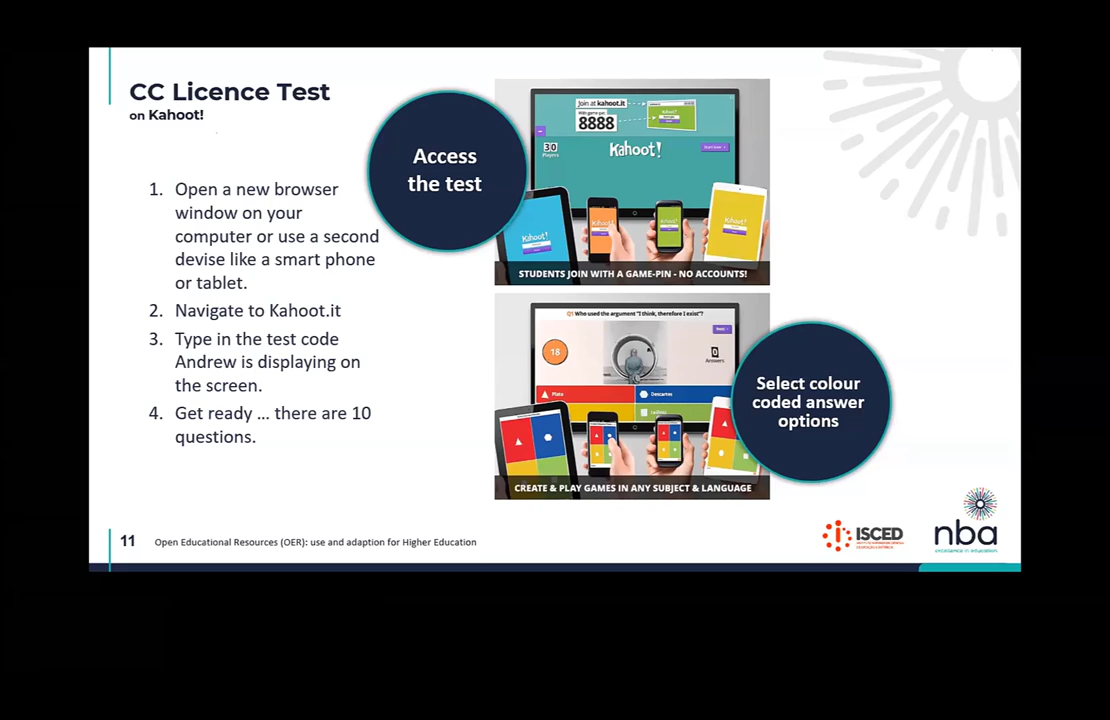 CC Licence Test
on Kahoot!
1. Open a new browser
window on your
computer or use a second
devise like a smart phone
or tablet.
2. Navigate to Kahoot.it
3. Type in the test code
Andrew is displaying on
the screen.
4. Get ready ... there are 10
questions.
Access
the test
Join at kahoot.it
8888
30
Players
Kahoot!
Kahoot!
Kahoot!
Kahoot!
Kahoot!
STUDENTS JOIN WITH A GAME-PIN - NO ACCOUNTS!
Q1 Who used the argument "I think, therefore I exist"?
18
0
Answers
Plato
Descartes
CREATE & PLAY GAMES IN ANY SUBJECT & LANGUAGE
Select colour
coded answer
options
11
Open Educational Resources (OER): use and adaption for Higher Education
ISCED
nba
excellence in education